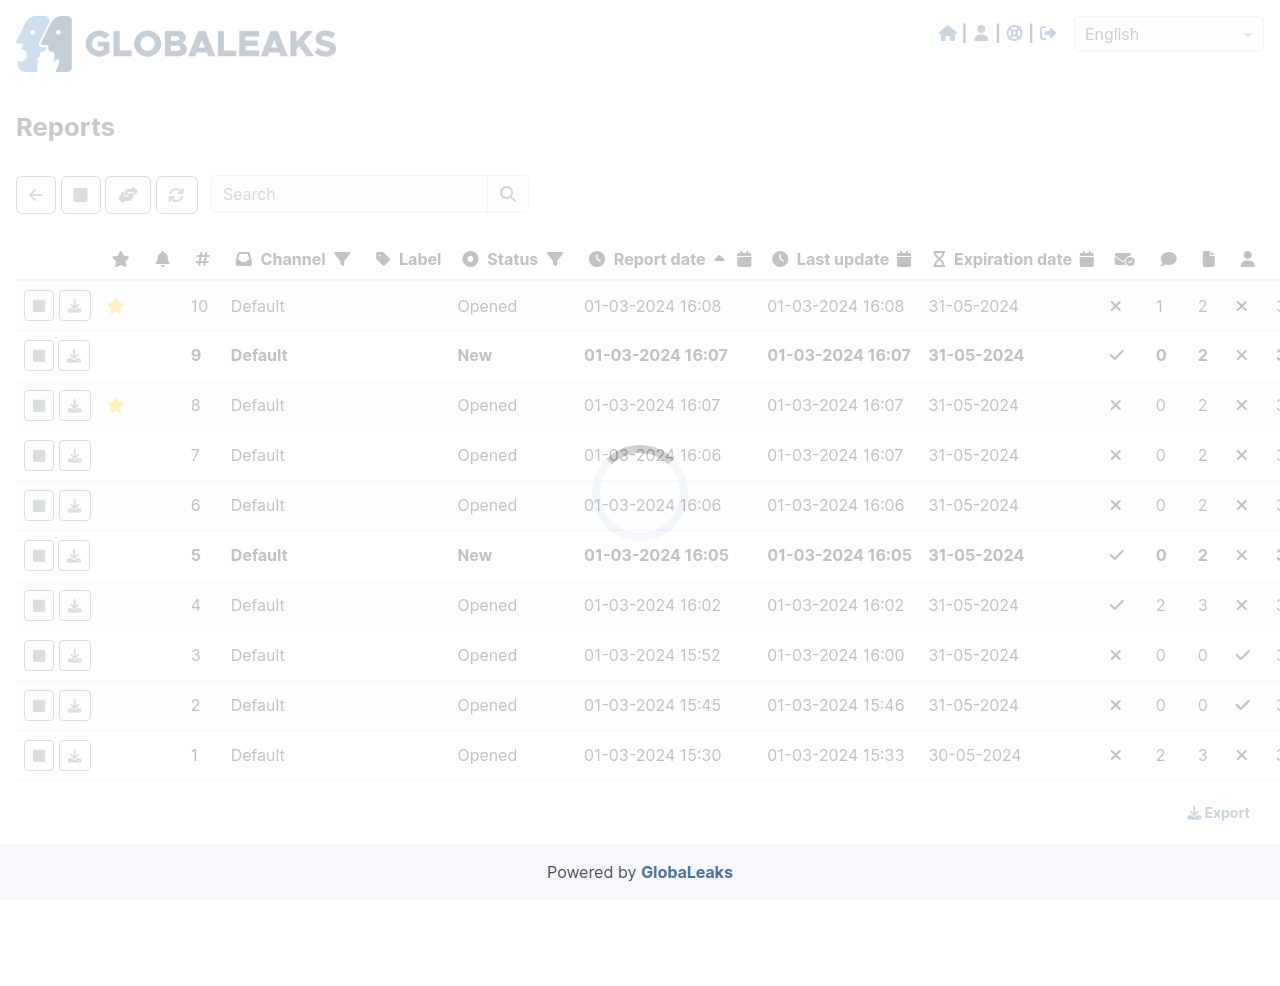 GLOBALEAKS
| | | English
Reports
Search
# Channel Label Status Report date Last update Expiration date
10 Default Opened 01-03-2024 16:08 01-03-2024 16:08 31-05-2024 1 2
9 Default New 01-03-2024 16:07 01-03-2024 16:07 31-05-2024 0 2
8 Default Opened 01-03-2024 16:07 01-03-2024 16:07 31-05-2024 0 2
7 Default Opened 01-03-2024 16:06 01-03-2024 16:07 31-05-2024 0 2
6 Default Opened 01-03-2024 16:06 01-03-2024 16:06 31-05-2024 0 2
5 Default New 01-03-2024 16:05 01-03-2024 16:05 31-05-2024 0 2
4 Default Opened 01-03-2024 16:02 01-03-2024 16:02 31-05-2024 2 3
3 Default Opened 01-03-2024 15:52 01-03-2024 16:00 31-05-2024 0 0
2 Default Opened 01-03-2024 15:45 01-03-2024 15:46 31-05-2024 0 0
1 Default Opened 01-03-2024 15:30 01-03-2024 15:33 30-05-2024 2 3
Export
Powered by GlobaLeaks